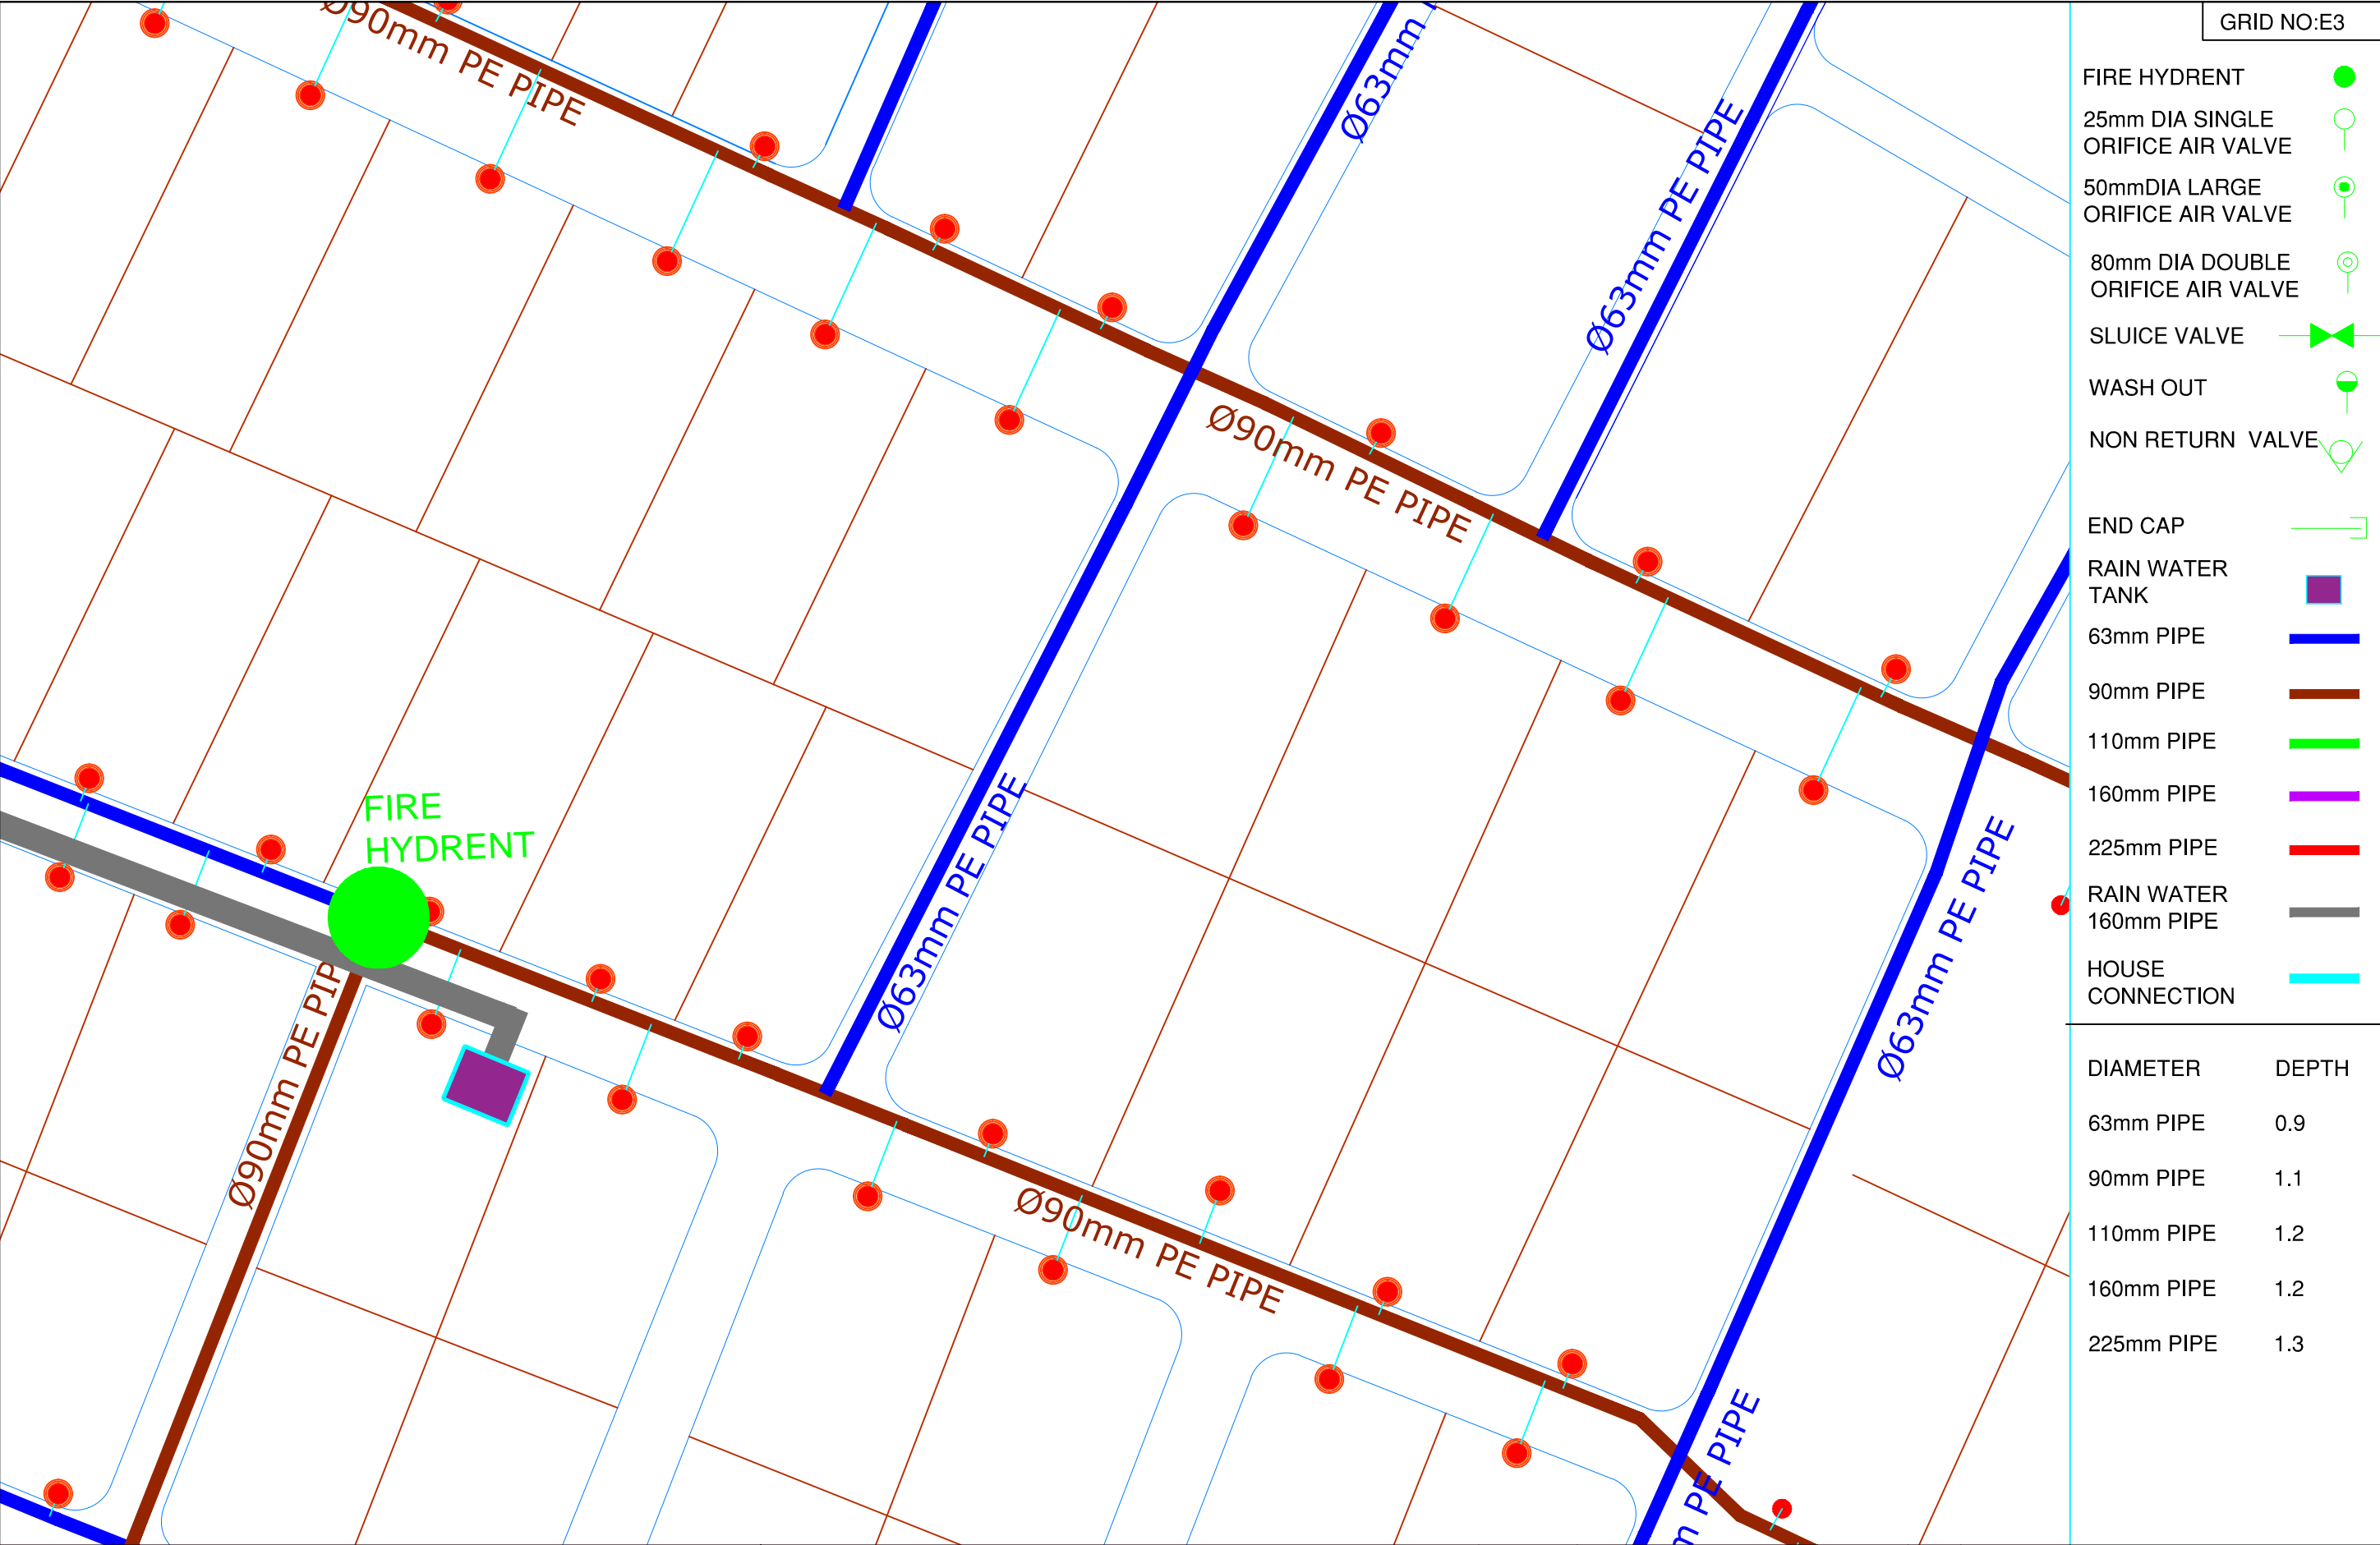 Ø90mm PE PIPE
Ø63mm
Ø63mm PE PIPE
Ø90mm PE PIPE
FIRE
HYDRENT
Ø63mm PE PIPE
Ø63mm PE PIPE
Ø90mm PE PIP
Ø90mm PE PIPE
m PE PIPE
GRID NO:E3
FIRE HYDRENT
25mm DIA SINGLE
ORIFICE AIR VALVE
50mmDIA LARGE
ORIFICE AIR VALVE
80mm DIA DOUBLE
ORIFICE AIR VALVE
SLUICE VALVE
WASH OUT
NON RETURN VALVE
END CAP
RAIN WATER
TANK
63mm PIPE
90mm PIPE
110mm PIPE
160mm PIPE
225mm PIPE
RAIN WATER
160mm PIPE
HOUSE
CONNECTION
DIAMETER DEPTH
63mm PIPE 0.9
90mm PIPE 1.1
110mm PIPE 1.2
160mm PIPE 1.2
225mm PIPE 1.3